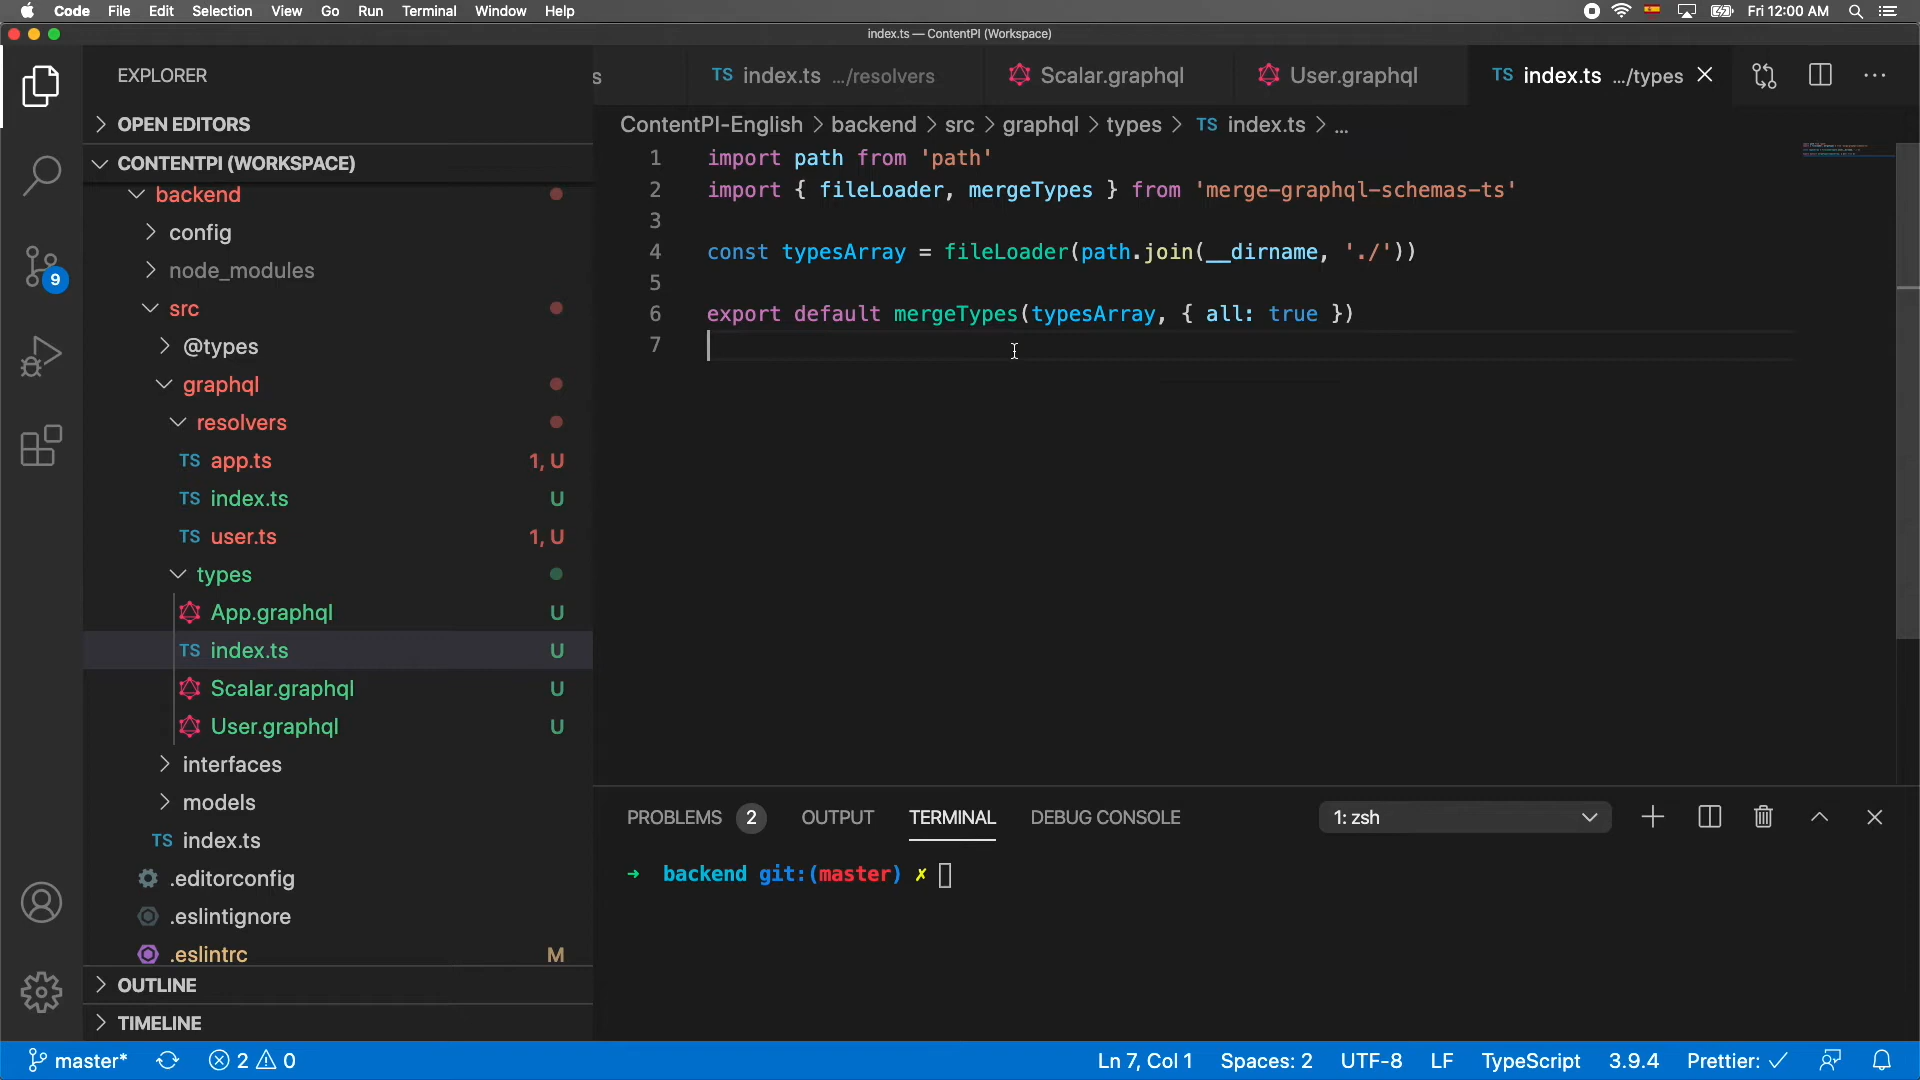 Code File Edit Selection View Go Run Terminal Window Help Fri 12:00 AM
index.ts — ContentPI (Workspace)
EXPLORER
OPEN EDITORS
CONTENTPI (WORKSPACE)
backend
config
node_modules
src
@types
graphql
resolvers
TS app.ts 1, U
TS index.ts U
TS user.ts 1, U
types
App.graphql U
TS index.ts U
Scalar.graphql U
User.graphql U
interfaces
models
TS index.ts
.editorconfig
.eslintignore
.eslintrc M
OUTLINE
TIMELINE
9
s TS index.ts .../resolvers Scalar.graphql User.graphql TS index.ts .../types
ContentPI-English > backend > src > graphql > types > TS index.ts > ...
1 import path from 'path'
2 import { fileLoader, mergeTypes } from 'merge-graphql-schemas-ts'
3
4 const typesArray = fileLoader(path.join(__dirname, './'))
5
6 export default mergeTypes(typesArray, { all: true })
7
PROBLEMS 2 OUTPUT TERMINAL DEBUG CONSOLE 1: zsh
→ backend git:(master) ✗
master* 2 0 Ln 7, Col 1 Spaces: 2 UTF-8 LF TypeScript 3.9.4 Prettier: ✓